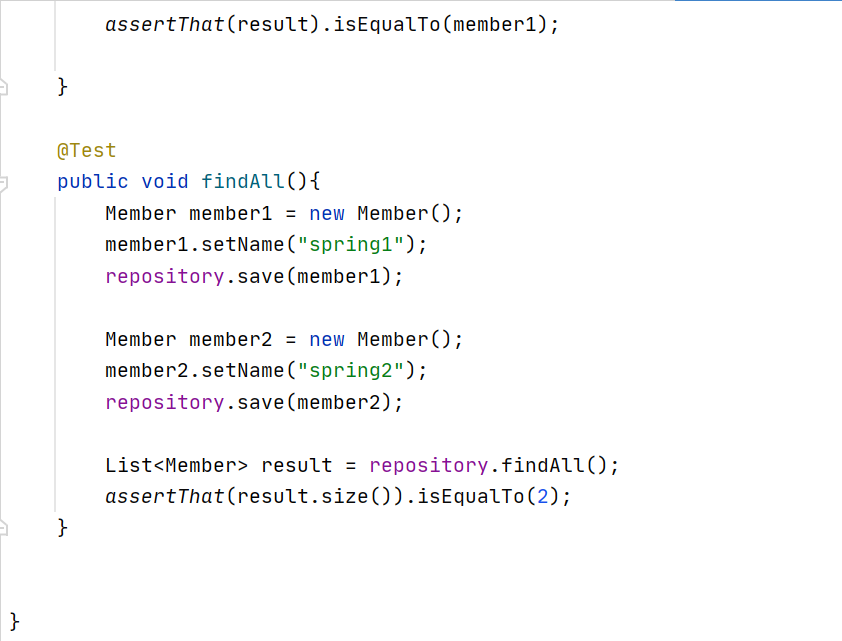 assertThat(result).isEqualTo(member1);
}
@Test
public void findAll(){
Member member1 = new Member();
member1.setName("spring1");
repository.save(member1);
Member member2 = new Member();
member2.setName("spring2");
repository.save(member2);
List<Member> result = repository.findAll();
assertThat(result.size()).isEqualTo(2);
}
}